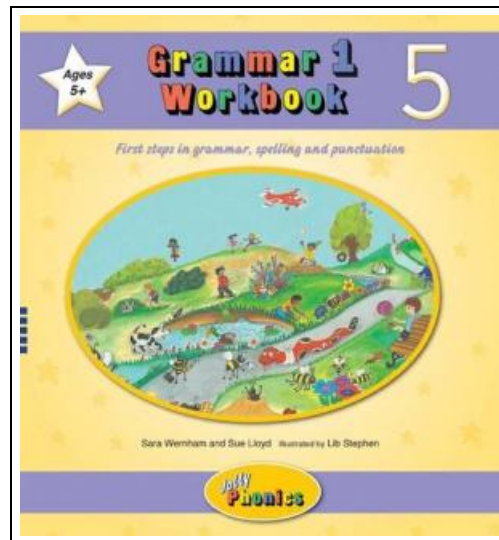 Ages
5+
Grammar 1
Workbook
5
First steps in grammar, spelling and punctuation
Sara Wernham and Sue Lloyd Illustrated by Lib Stephen
Jolly
Phonics